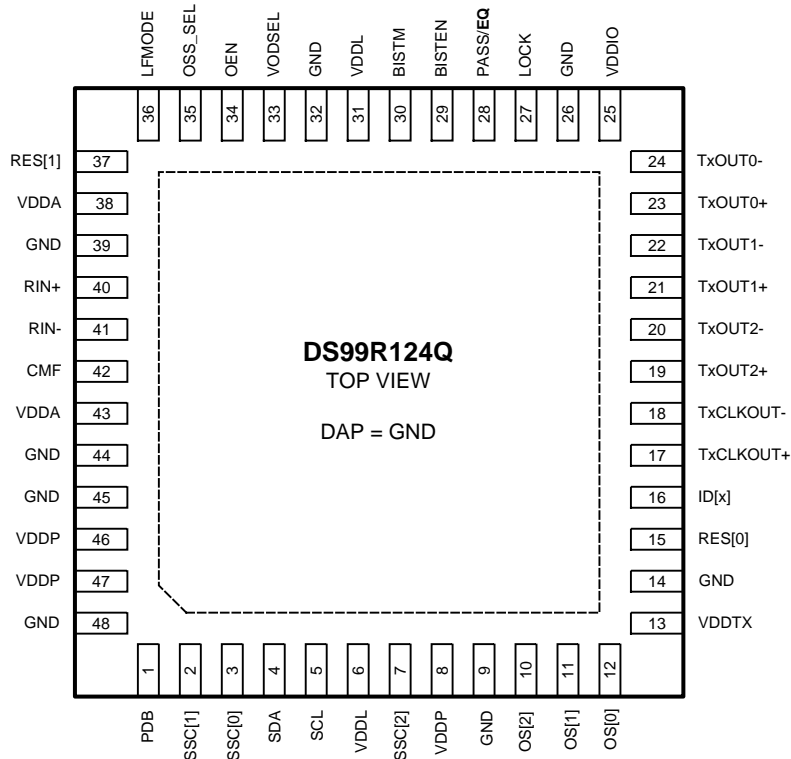 LFMODE
OSS_SEL
OEN
VODSEL
GND
VDDL
BISTM
BISTEN
PASS/EQ
LOCK
GND
VDDIO
36
35
34
33
32
31
30
29
28
27
26
25
RES[1] 37
VDDA 38
GND 39
RIN+ 40
RIN- 41
CMF 42
VDDA 43
GND 44
GND 45
VDDP 46
VDDP 47
GND 48
DS99R124Q
TOP VIEW
DAP = GND
24 TxOUT0-
23 TxOUT0+
22 TxOUT1-
21 TxOUT1+
20 TxOUT2-
19 TxOUT2+
18 TxCLKOUT-
17 TxCLKOUT+
16 ID[x]
15 RES[0]
14 GND
13 VDDTX
1
2
3
4
5
6
7
8
9
10
11
12
PDB
SSC[1]
SSC[0]
SDA
SCL
VDDL
SSC[2]
VDDP
GND
OS[2]
OS[1]
OS[0]